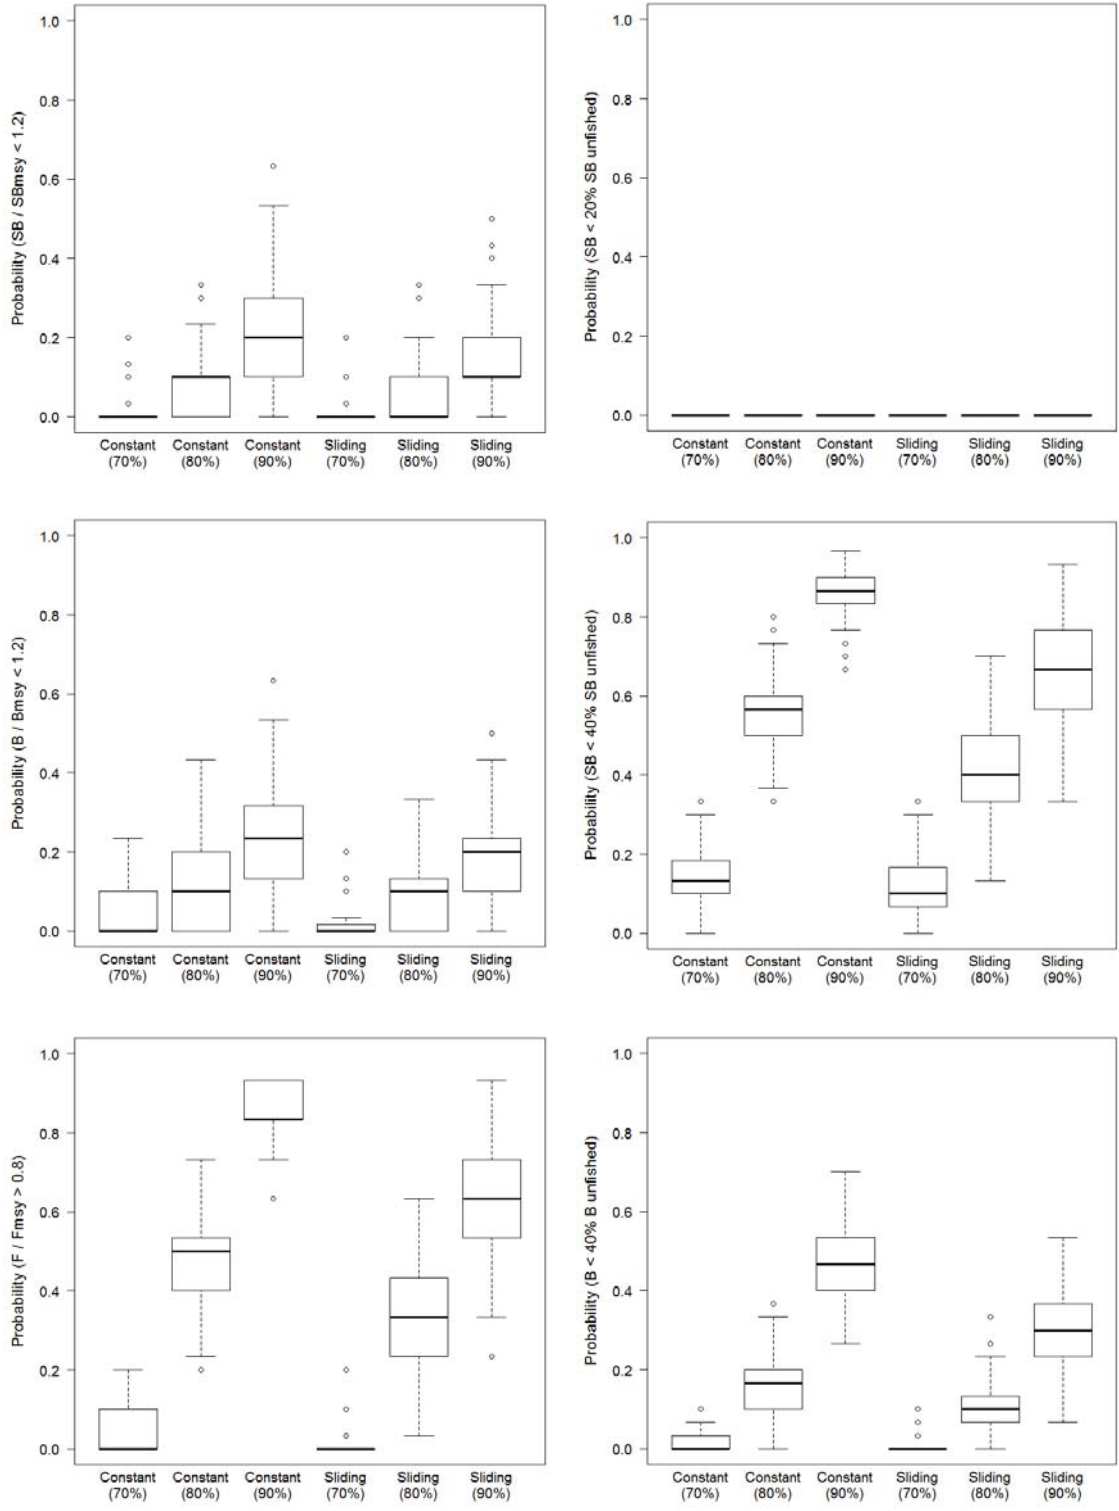 Probability (SB / SBmsy < 1.2)
1.0
0.8
0.6
0.4
0.2
0.0
Constant Constant Constant Sliding Sliding Sliding
(70%) (80%) (90%) (70%) (80%) (90%)
Probability (SB < 20% SB unfished)
1.0
0.8
0.6
0.4
0.2
0.0
Constant Constant Constant Sliding Sliding Sliding
(70%) (80%) (90%) (70%) (80%) (90%)
Probability (B / Bmsy < 1.2)
1.0
0.8
0.6
0.4
0.2
0.0
Constant Constant Constant Sliding Sliding Sliding
(70%) (80%) (90%) (70%) (80%) (90%)
Probability (SB < 40% SB unfished)
1.0
0.8
0.6
0.4
0.2
0.0
Constant Constant Constant Sliding Sliding Sliding
(70%) (80%) (90%) (70%) (80%) (90%)
Probability (F / Fmsy > 0.8)
1.0
0.8
0.6
0.4
0.2
0.0
Constant Constant Constant Sliding Sliding Sliding
(70%) (80%) (90%) (70%) (80%) (90%)
Probability (B < 40% B unfished)
1.0
0.8
0.6
0.4
0.2
0.0
Constant Constant Constant Sliding Sliding Sliding
(70%) (80%) (90%) (70%) (80%) (90%)